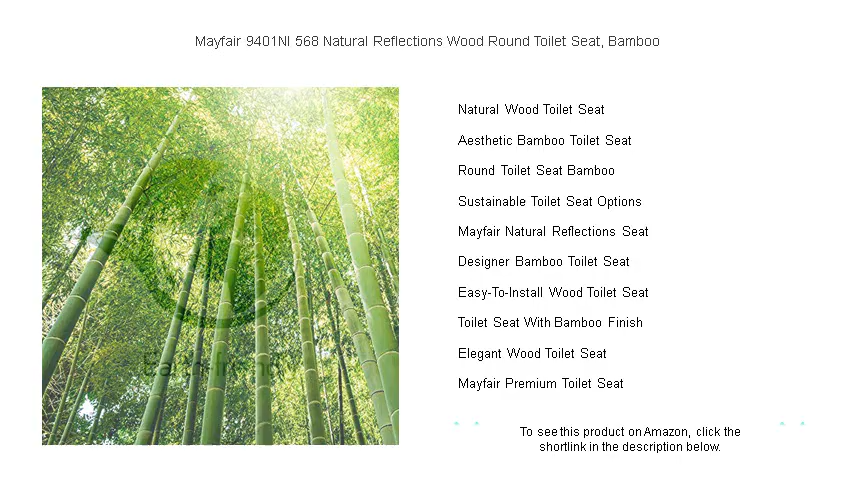 Mayfair 9401NI 568 Natural Reflections Wood Round Toilet Seat, Bamboo
Natural Wood Toilet Seat
Aesthetic Bamboo Toilet Seat
Round Toilet Seat Bamboo
Sustainable Toilet Seat Options
Mayfair Natural Reflections Seat
Designer Bamboo Toilet Seat
Easy-To-Install Wood Toilet Seat
Toilet Seat With Bamboo Finish
Elegant Wood Toilet Seat
Mayfair Premium Toilet Seat
Earth-friend
To see this product on Amazon, click the
shortlink in the description below.